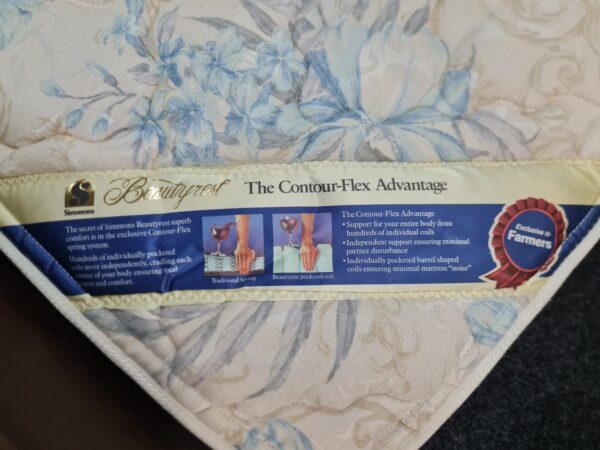 S
Simmons
Beautyrest
The Contour-Flex Advantage
The secret of Simmons Beautyrest superb
comfort is in the exclusive Contour-Flex
spring system.
Hundreds of individually pocketed
coils move independently, cradling each
contour of your body ensuring total
support and comfort.
Traditional Spring
Beautyrest pocketed coil
The Contour-Flex Advantage
• Support for your entire body from
hundreds of individual coils
• Independent support ensuring minimal
partner disturbance
• Individually pocketed barrel shaped
coils ensuring minimal mattress "noise"
Exclusive to
Farmers